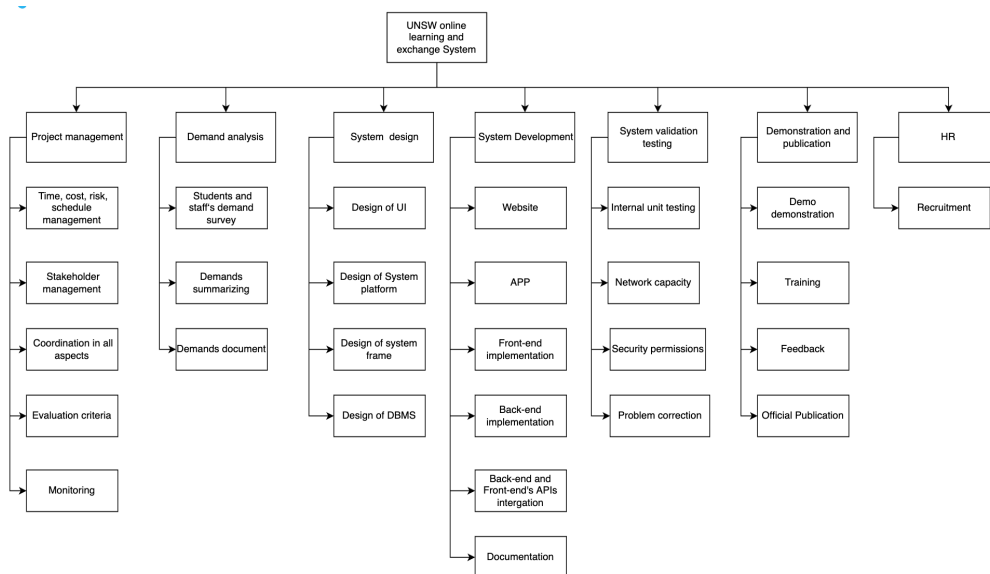 UNSW online
learning and
exchange System
Project management
Demand analysis
System design
System Development
System validation
testing
Demonstration and
publication
HR
Time, cost, risk,
schedule management
Students and
staff's demand
survey
Design of UI
Website
Internal unit testing
Demo
demonstration
Recruitment
Stakeholder
management
Demands
summarizing
Design of System
platform
APP
Network capacity
Training
Coordination in all
aspects
Demands document
Design of system
frame
Front-end
implementation
Security permissions
Feedback
Evaluation criteria
Design of DBMS
Back-end
implementation
Problem correction
Official Publication
Monitoring
Back-end and
Front-end's APIs
intergation
Documentation